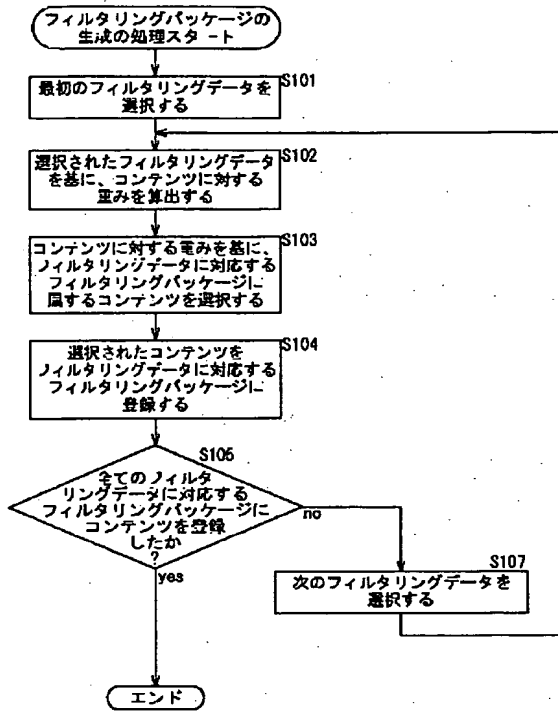 フィルタリングパッケージの
生成の処理スタート
S101
最初のフィルタリングデータを
選択する
S102
選択されたフィルタリングデータ
を基に、コンテンツに対する
重みを算出する
S103
コンテンツに対する重みを基に、
フィルタリングデータに対応する
フィルタリングパッケージに
属するコンテンツを選択する
S104
選択されたコンテンツを
フィルタリングデータに対応する
フィルタリングパッケージに
登録する
S105
全てのフィルタ
リングデータに対応する
フィルタリングパッケージに
コンテンツを登録
したか
?
no
yes
S107
次のフィルタリングデータを
選択する
エンド